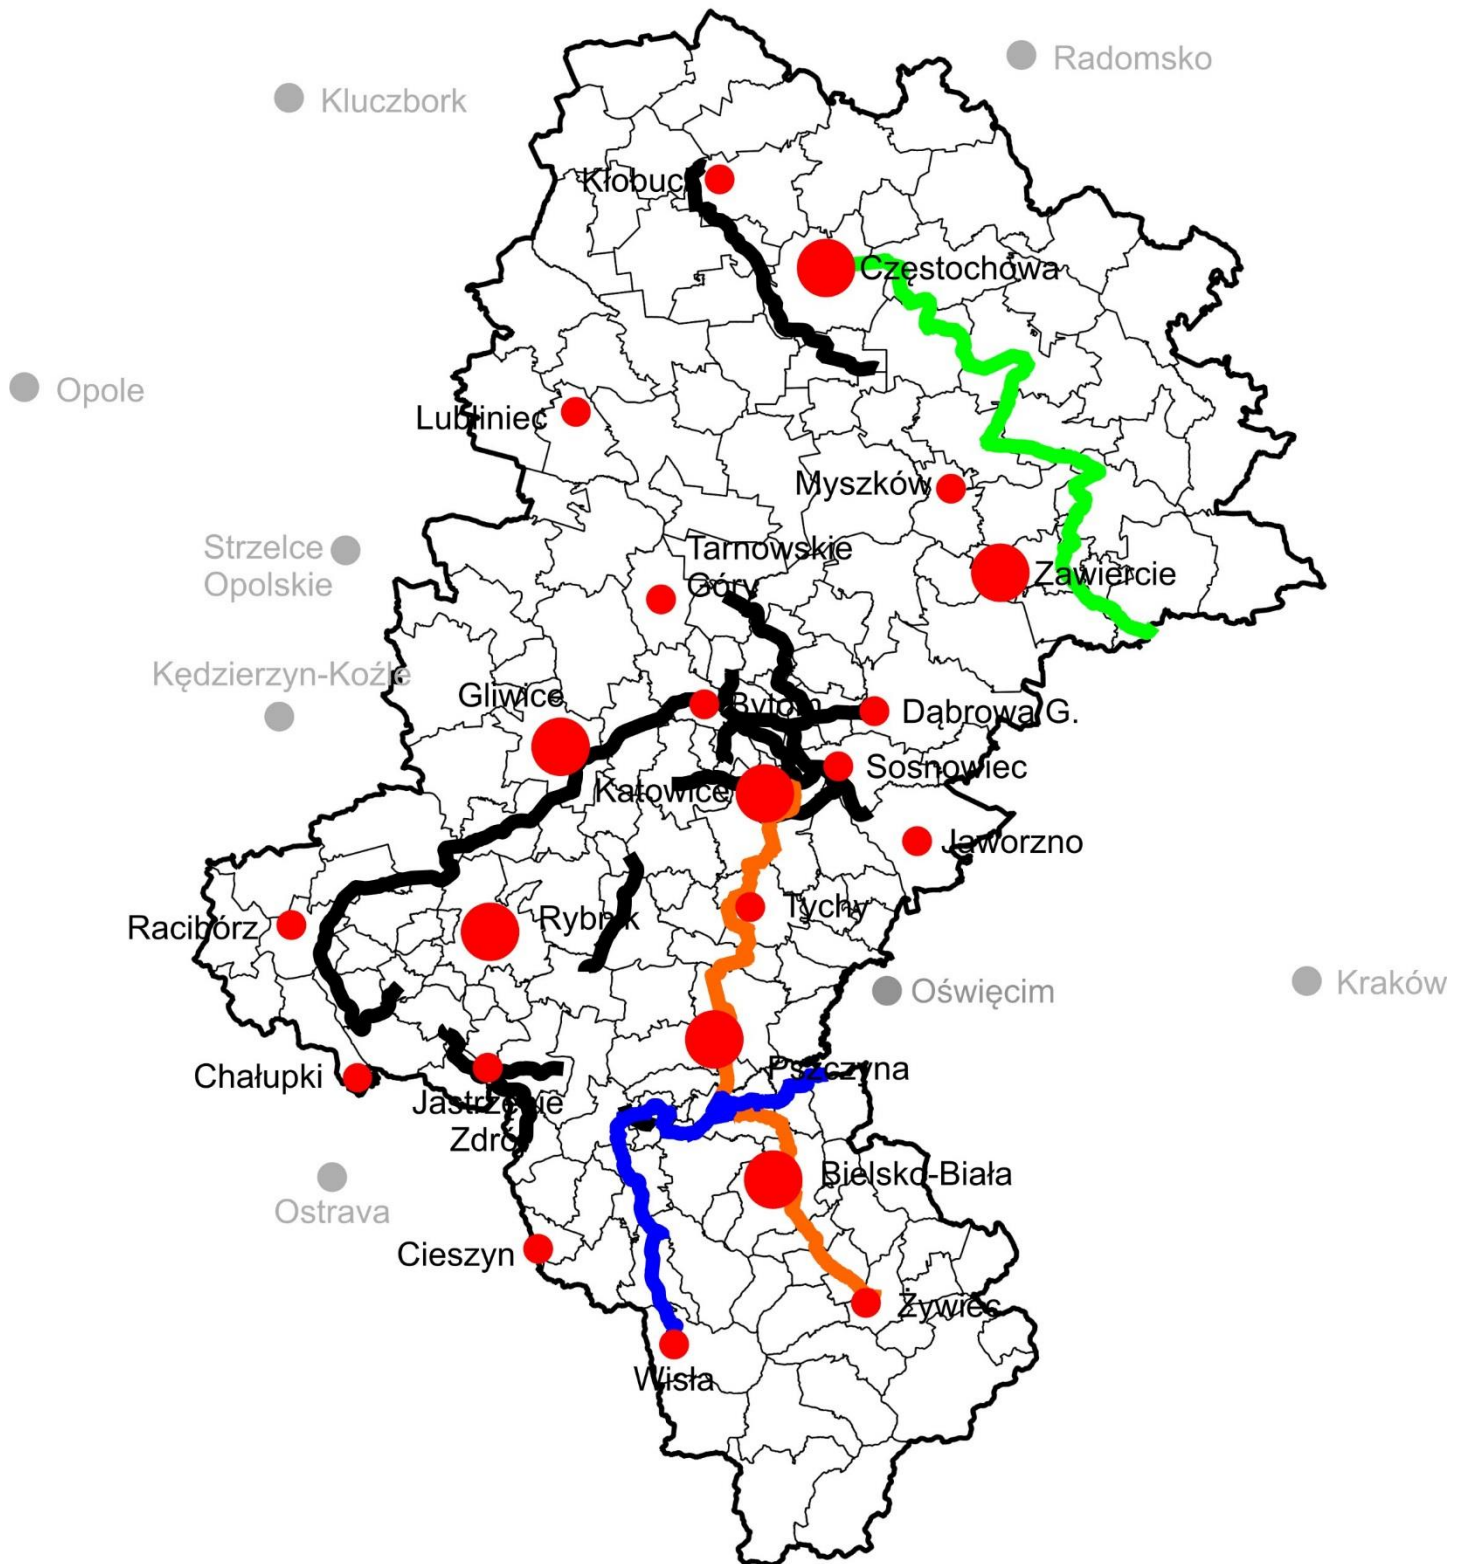 Radomsko
Kluczbork
Kłobuck
Częstochowa
Opole
Lubliniec
Myszków
Strzelce
Opolskie
Tarnowskie
Góry
Zawiercie
Kędzierzyn-Koźle
Gliwice
Bytom
Dąbrowa G.
Sosnowiec
Katowice
Jaworzno
Racibórz
Rybnik
Tychy
Oświęcim
Kraków
Chałupki
Pszczyna
Jastrzębie
Zdrój
Ostrava
Bielsko-Biała
Cieszyn
Żywiec
Wisła